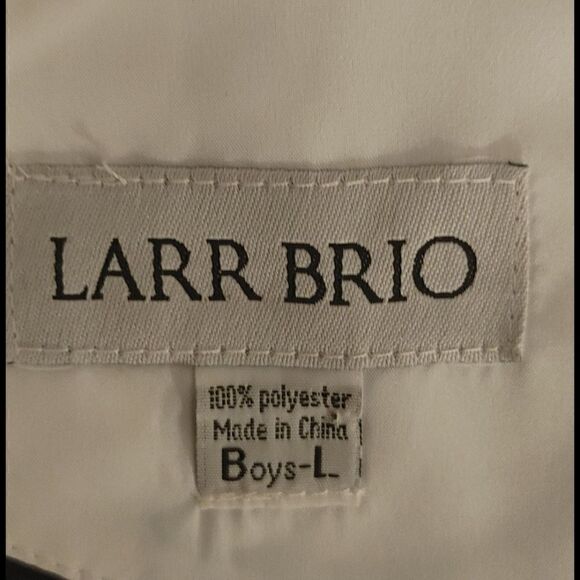 LARR BRIO
100% polyester
Made in China
Boys-L